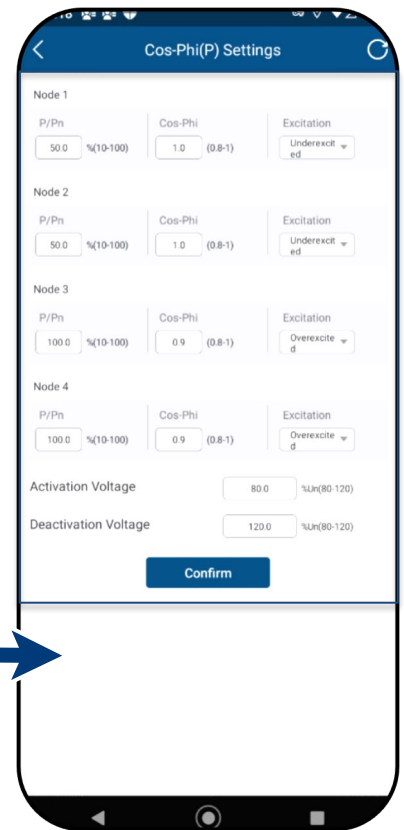 Cos-Phi(P) Settings
Node 1
P/Pn Cos-Phi Excitation
50.0 %(10-100) 1.0 (0.8-1) Underexcit
ed
Node 2
P/Pn Cos-Phi Excitation
50.0 %(10-100) 1.0 (0.8-1) Underexcit
ed
Node 3
P/Pn Cos-Phi Excitation
100.0 %(10-100) 0.9 (0.8-1) Overexcite
d
Node 4
P/Pn Cos-Phi Excitation
100.0 %(10-100) 0.9 (0.8-1) Overexcite
d
Activation Voltage 80.0 %Un(80-120)
Deactivation Voltage 120.0 %Un(80-120)
Confirm